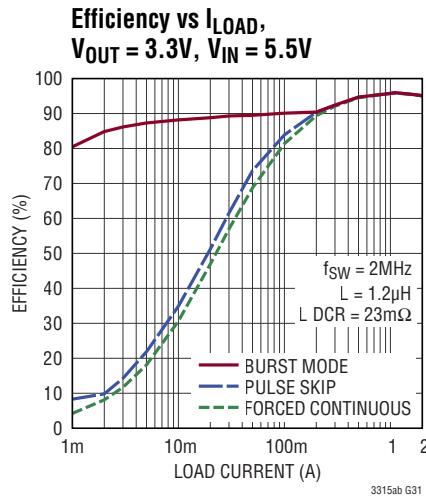 Efficiency vs ILOAD,
VOUT = 3.3V, VIN = 5.5V
100
90
80
70
60
50
40
30
20
10
0
EFFICIENCY (%)
fSW = 2MHz
L = 1.2µH
L DCR = 23mΩ
BURST MODE
PULSE SKIP
FORCED CONTINUOUS
1m 10m 100m 1 2
LOAD CURRENT (A)
3315ab G31